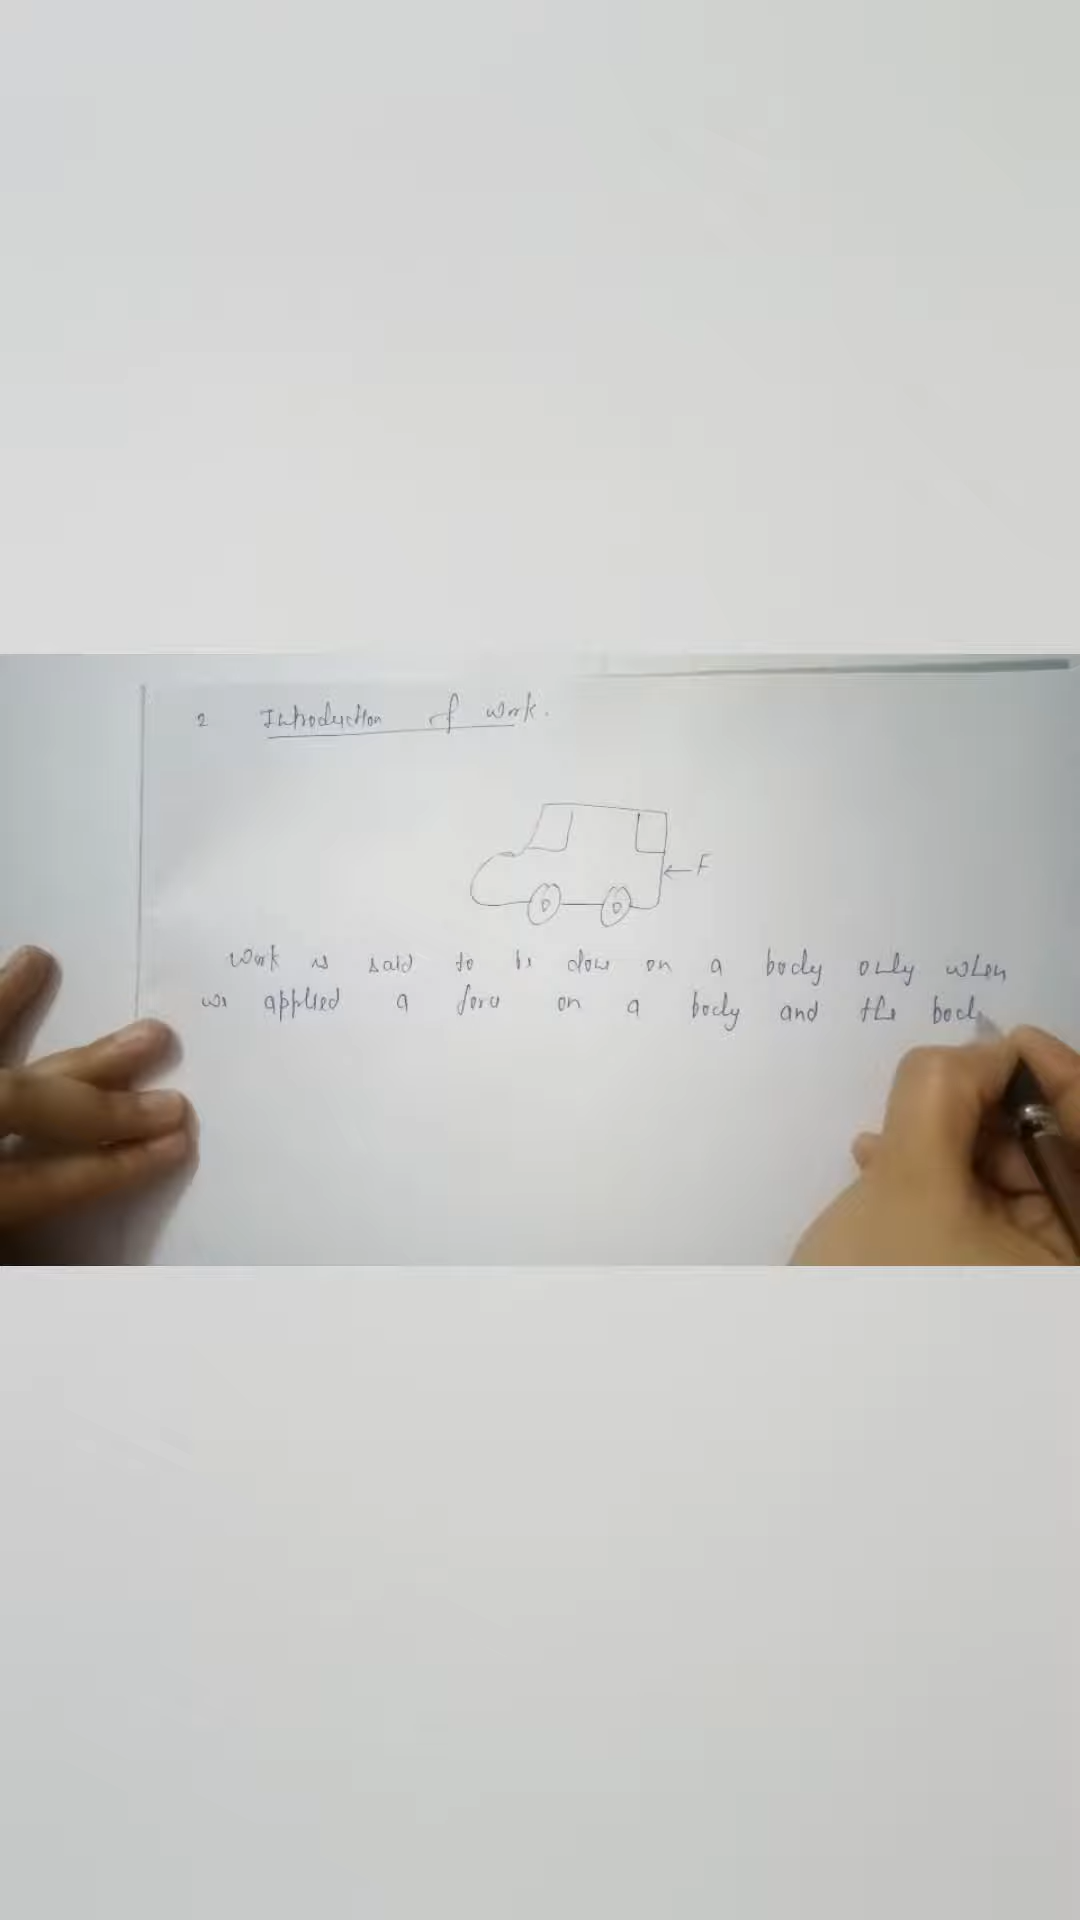 2 Introduction of work.
← F
Work is said to be done on a body only when
we applied a force on a body and the body